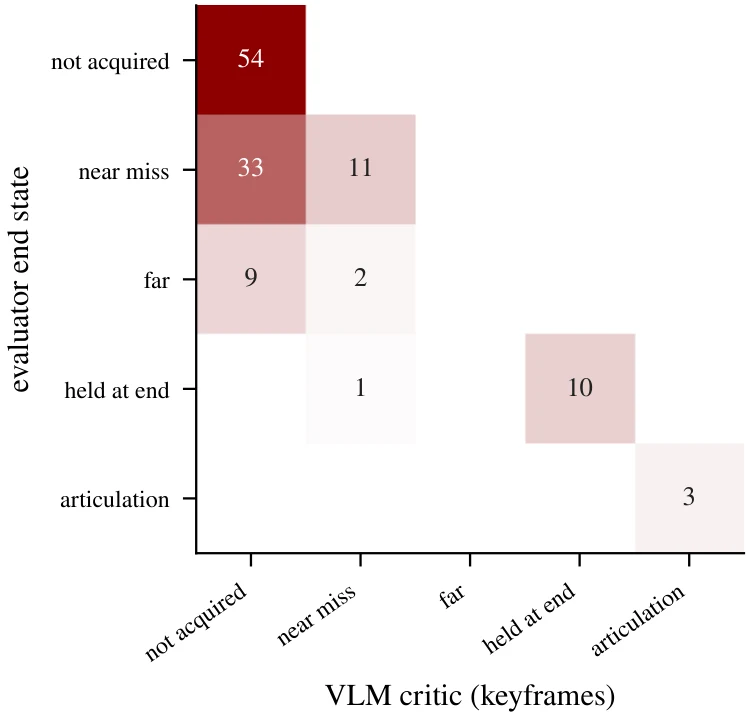 evaluator end state
not acquired
54
near miss
33
11
far
9
2
held at end
1
10
articulation
3
not acquired
near miss
far
held at end
articulation
VLM critic (keyframes)